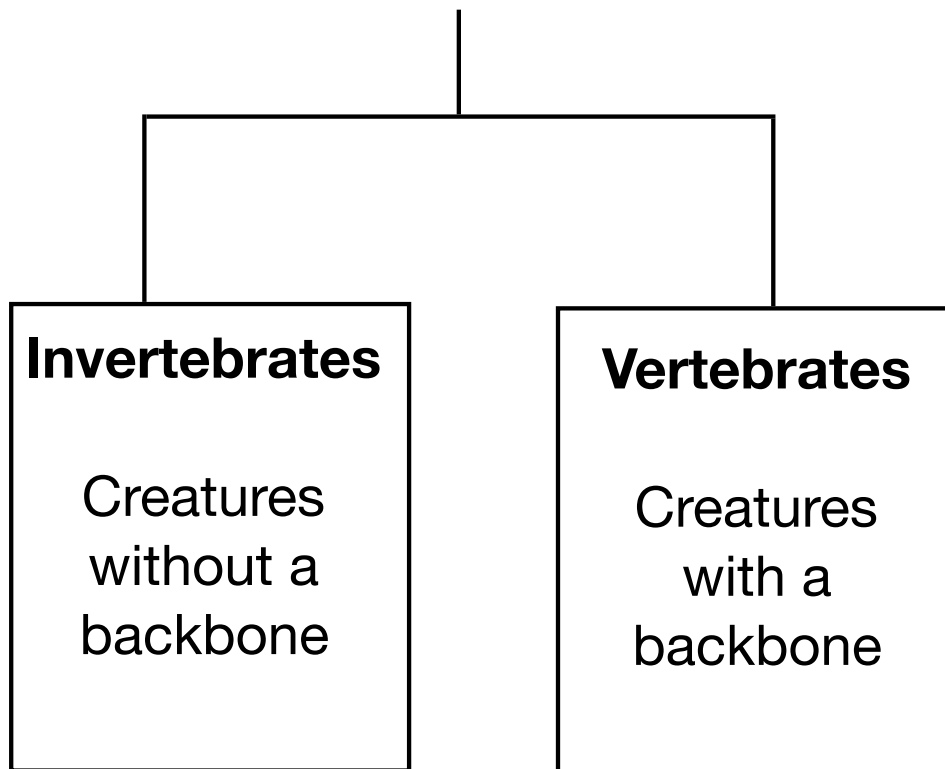 Invertebrates
Creatures
without a
backbone
Vertebrates
Creatures
with a
backbone